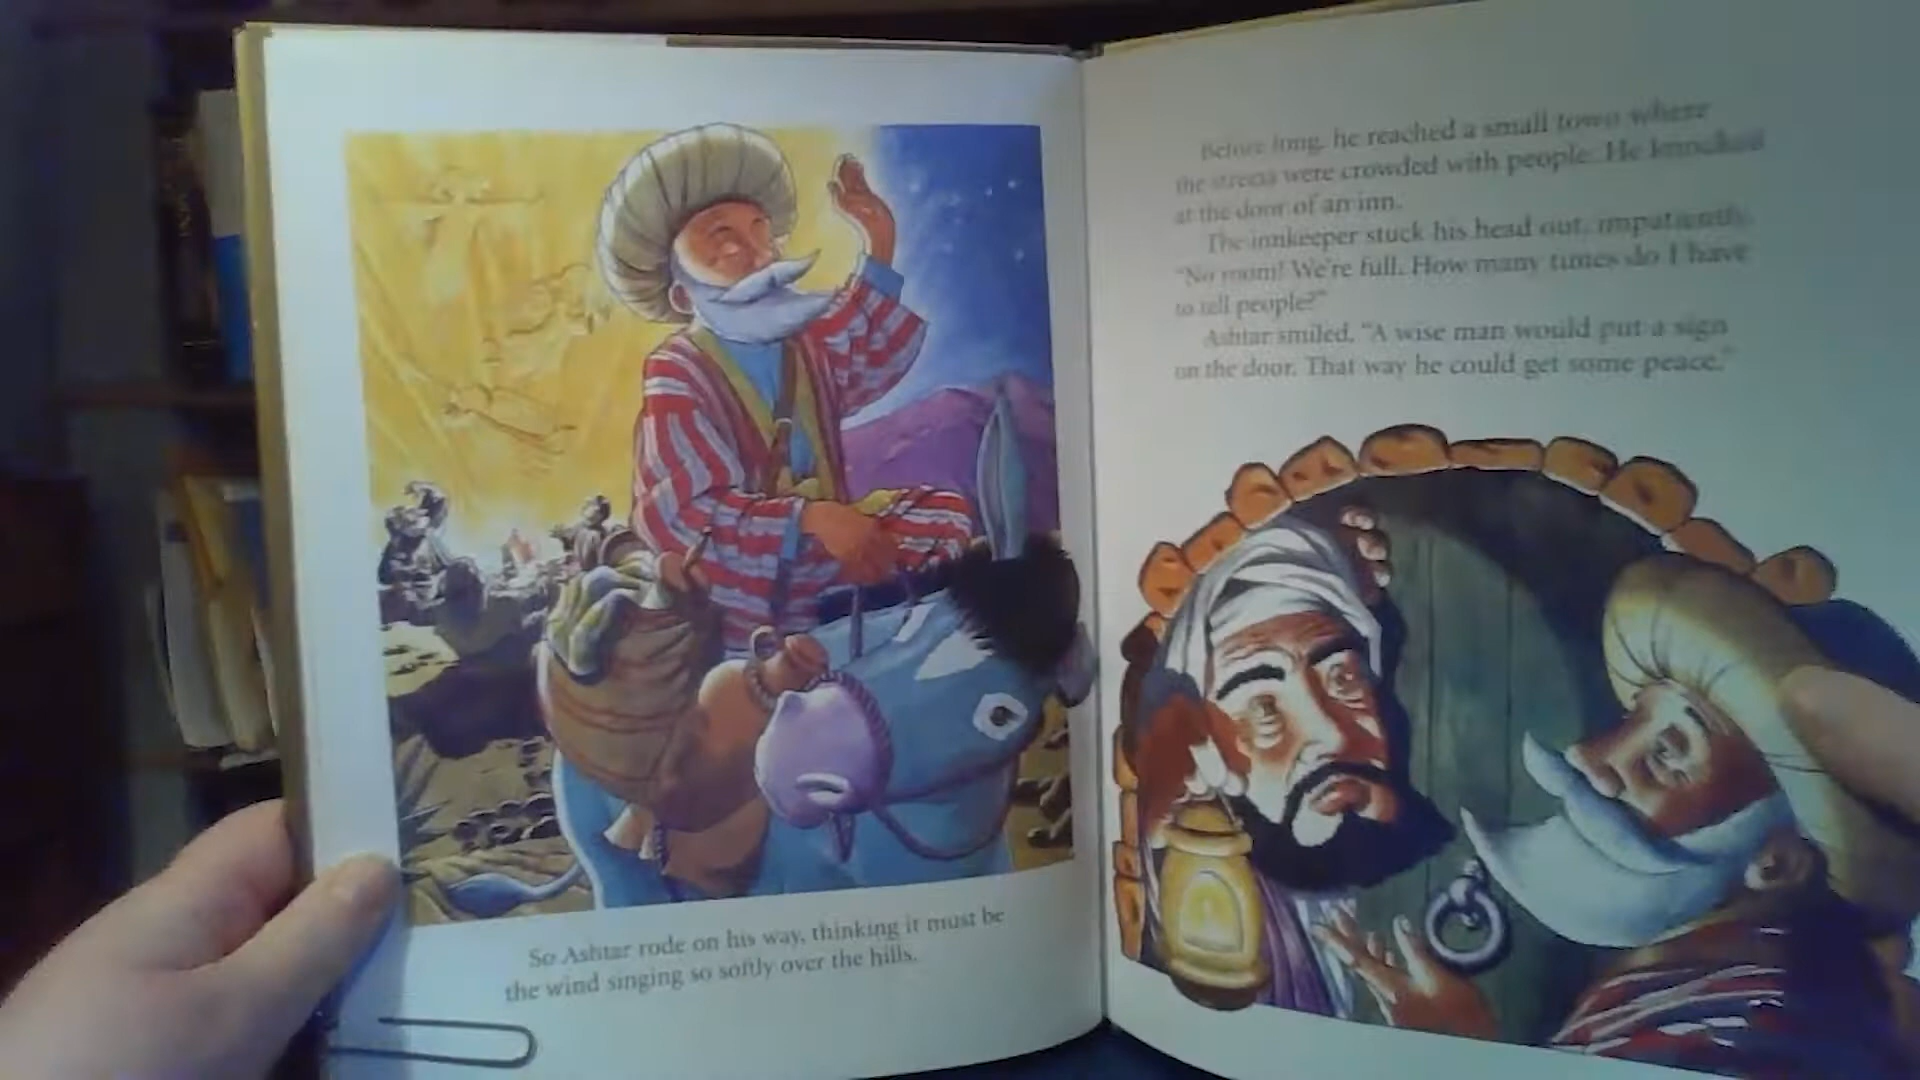 So Ashtar rode on his way, thinking it must be
the wind singing so softly over the hills.
Before long, he reached a small town where
the streets were crowded with people. He knocked
at the door of an inn.
The innkeeper stuck his head out, impatiently.
"No room! We're full. How many times do I have
to tell people?"
Ashtar smiled. "A wise man would put a sign
on the door. That way he could get some peace."